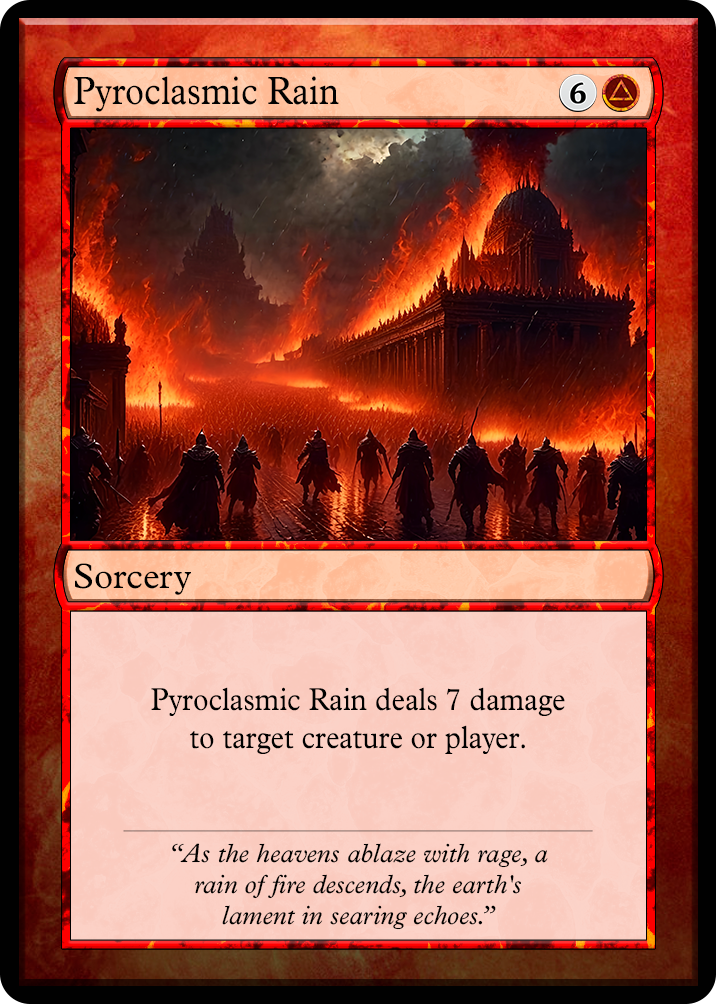 Pyroclasmic Rain 6
Sorcery
Pyroclasmic Rain deals 7 damage
to target creature or player.
“As the heavens ablaze with rage, a
rain of fire descends, the earth's
lament in searing echoes.”